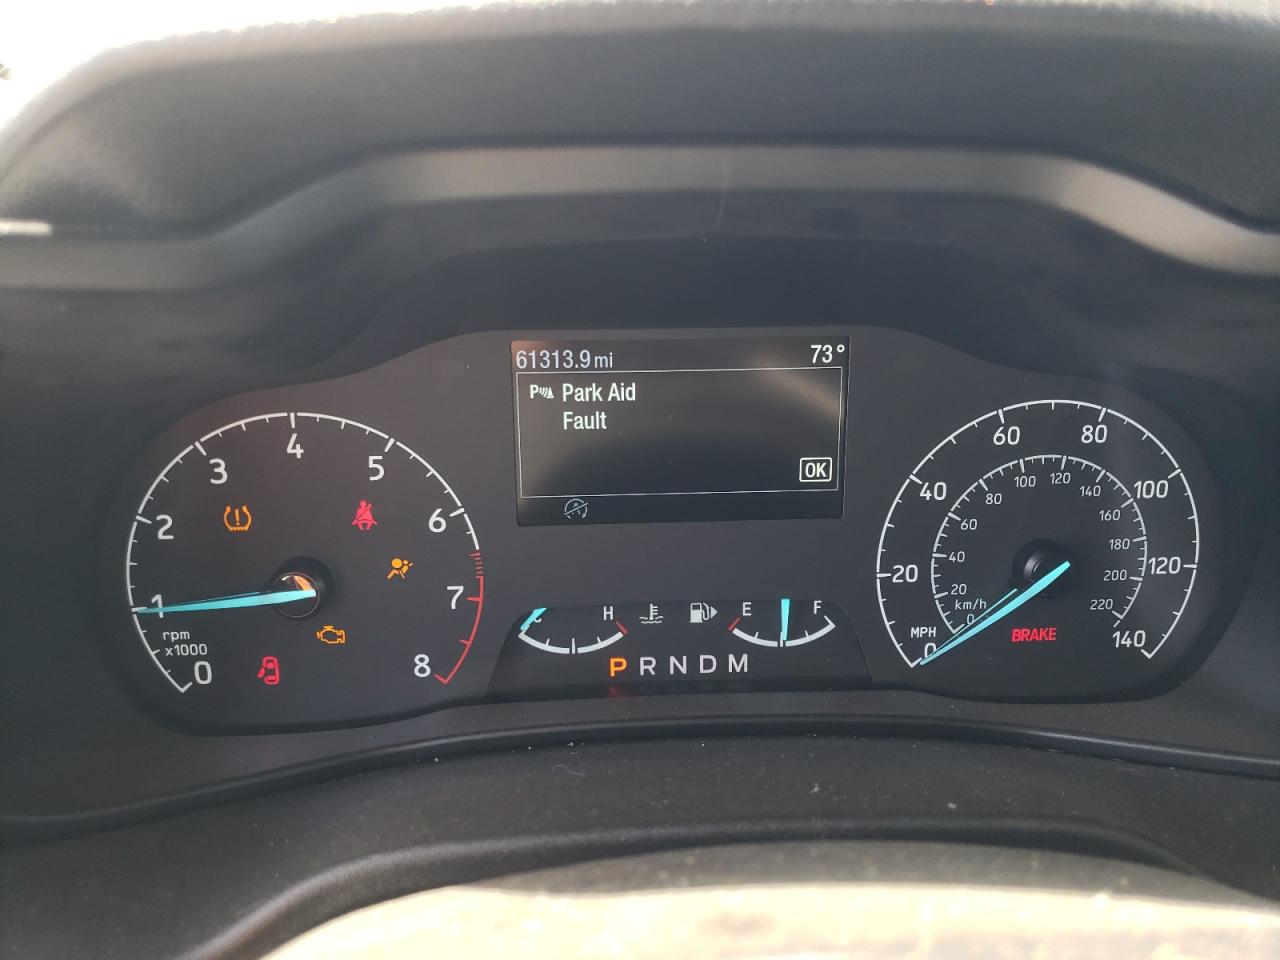 61313.9 mi 73°
P Park Aid
Fault
OK
0 1 2 3 4 5 6 7 8
rpm
x1000
C H
E F
P R N D M
0 20 40 60 80 100 120 140
MPH
0 20 40 60 80 100 120 140 160 180 200 220
km/h
BRAKE